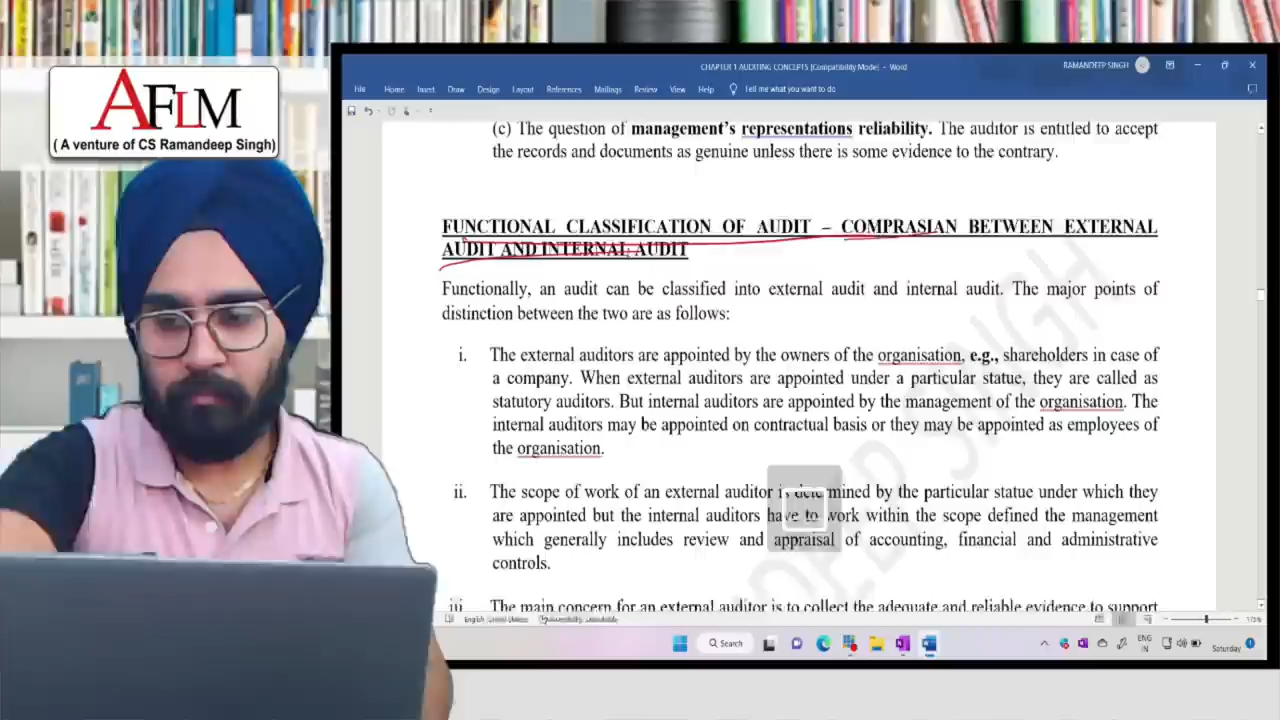 AFLM
( A venture of CS Ramandeep Singh)
CHAPTER 1 AUDITING CONCEPTS [Compatibility Mode] - Word
RAMANDEEP SINGH
File Home Insert Draw Design Layout References Mailings Review View Help Tell me what you want to do
(c) The question of management's representations reliability. The auditor is entitled to accept
the records and documents as genuine unless there is some evidence to the contrary.
FUNCTIONAL CLASSIFICATION OF AUDIT – COMPRASIAN BETWEEN EXTERNAL
AUDIT AND INTERNAL AUDIT
Functionally, an audit can be classified into external audit and internal audit. The major points of
distinction between the two are as follows:
i. The external auditors are appointed by the owners of the organisation, e.g., shareholders in case of
a company. When external auditors are appointed under a particular statue, they are called as
statutory auditors. But internal auditors are appointed by the management of the organisation. The
internal auditors may be appointed on contractual basis or they may be appointed as employees of
the organisation.
ii. The scope of work of an external auditor is determined by the particular statue under which they
are appointed but the internal auditors have to work within the scope defined the management
which generally includes review and appraisal of accounting, financial and administrative
controls.
iii The main concern for an external auditor is to collect the adequate and reliable evidence to support
DEEP SINGH
English (United States)
175%
Search
ENG
IN
Saturday